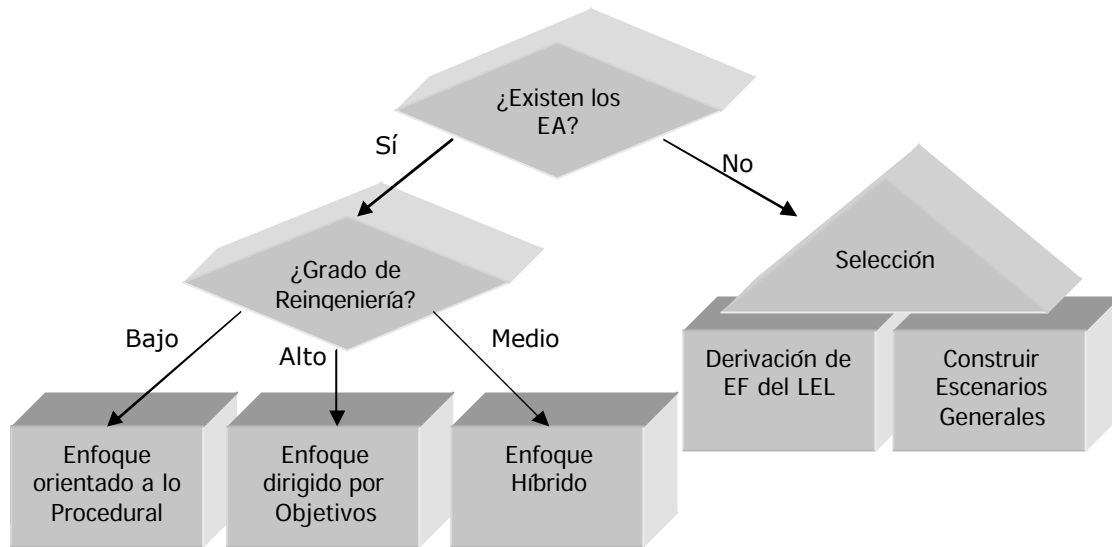 ¿Existen los
EA?
Sí
No
¿Grado de
Reingeniería?
Selección
Bajo
Alto
Medio
Derivación de
EF del LEL
Construir
Escenarios
Generales
Enfoque
orientado a lo
Procedural
Enfoque
dirigido por
Objetivos
Enfoque
Híbrido